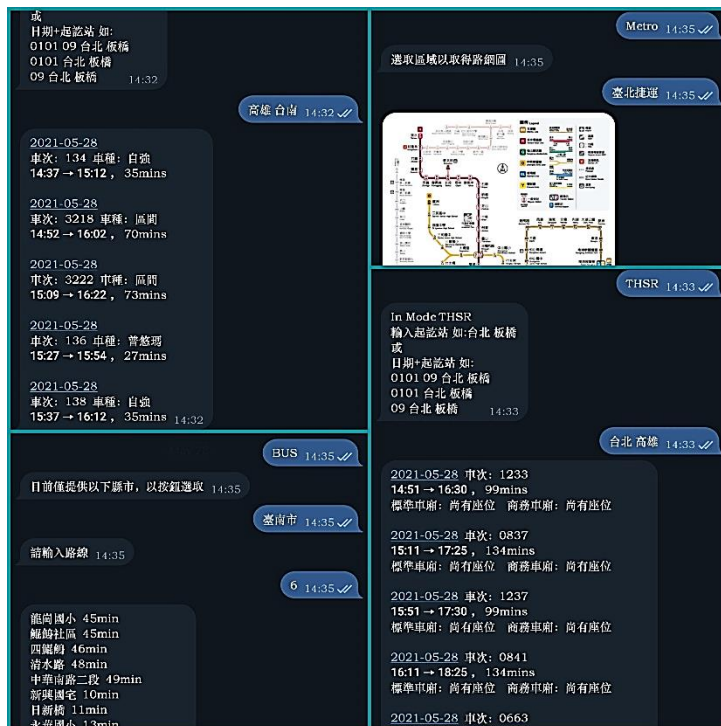 或
日期+起訖站 如:
0101 09 台北 板橋
0101 台北 板橋
09 台北 板橋
14:32
高雄 台南 14:32
2021-05-28
車次: 134 車種: 自強
14:37 → 15:12 , 35mins
2021-05-28
車次: 3218 車種: 區間
14:52 → 16:02 , 70mins
2021-05-28
車次: 3222 車種: 區間
15:09 → 16:22 , 73mins
2021-05-28
車次: 136 車種: 普悠瑪
15:27 → 15:54 , 27mins
2021-05-28
車次: 138 車種: 自強
15:37 → 16:12 , 35mins 14:32
BUS 14:35
目前僅提供以下縣市，以按鈕選取 14:35
臺南市 14:35
請輸入路線 14:35
6 14:35
龍崗國小 45min
鯤鯓社區 45min
四鯤鯓 46min
清水路 48min
中華南路二段 49min
新興國宅 10min
日新橋 11min
永華國小 13min
Metro 14:35
選取區域以取得路網圖 14:35
臺北捷運 14:35
THSR 14:33
In Mode THSR
輸入起訖站 如:台北 板橋
或
日期+起訖站 如:
0101 09 台北 板橋
0101 台北 板橋
09 台北 板橋
14:33
台北 高雄 14:33
2021-05-28 車次: 1233
14:51 → 16:30 , 99mins
標準車廂: 尚有座位 商務車廂: 尚有座位
2021-05-28 車次: 0837
15:11 → 17:25 , 134mins
標準車廂: 尚有座位 商務車廂: 尚有座位
2021-05-28 車次: 1237
15:51 → 17:30 , 99mins
標準車廂: 尚有座位 商務車廂: 尚有座位
2021-05-28 車次: 0841
16:11 → 18:25 , 134mins
標準車廂: 尚有座位 商務車廂: 尚有座位
2021-05-28 車次: 0663